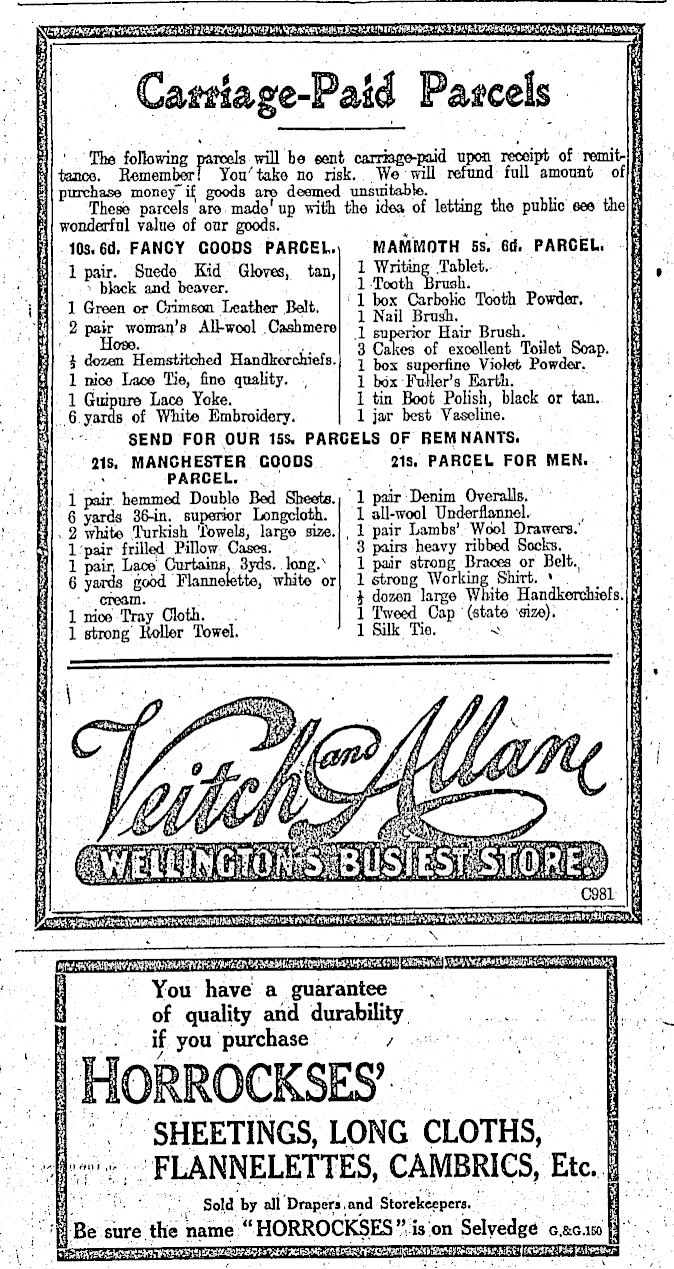 Carriage-Paid Parcels
The following parcels will be sent carriage-paid upon receipt of remit-
tance. Remember! You take no risk. We will refund full amount of
purchase money if goods are deemed unsuitable.
These parcels are made up with the idea of letting the public see the
wonderful value of our goods.
10s. 6d. FANCY GOODS PARCEL.
1 pair. Suede Kid Gloves, tan,
black and beaver.
1 Green or Crimson Leather Belt.
2 pair woman's All-wool Cashmere
Hose.
½ dozen Hemstitched Handkerchiefs.
1 nice Lace Tie, fine quality.
1 Guipure Lace Yoke.
6 yards of White Embroidery.
MAMMOTH 5s. 6d. PARCEL.
1 Writing Tablet.
1 Tooth Brush.
1 box Carbolic Tooth Powder.
1 Nail Brush.
1 superior Hair Brush.
3 Cakes of excellent Toilet Soap.
1 box superfine Violet Powder.
1 box Fuller's Earth.
1 tin Boot Polish, black or tan.
1 jar best Vaseline.
SEND FOR OUR 15s. PARCELS OF REMNANTS.
21s. MANCHESTER GOODS
PARCEL.
1 pair hemmed Double Bed Sheets.
6 yards 36-in. superior Longcloth.
2 white Turkish Towels, large size.
1 pair frilled Pillow Cases.
1 pair Lace Curtains, 3yds. long.
6 yards good Flannelette, white or
cream.
1 nice Tray Cloth.
1 strong Roller Towel.
21s. PARCEL FOR MEN.
1 pair Denim Overalls.
1 all-wool Underflannel.
1 pair Lambs' Wool Drawers.
3 pairs heavy ribbed Socks.
1 pair strong Braces or Belt.
1 strong Working Shirt.
½ dozen large White Handkerchiefs.
1 Tweed Cap (state size).
1 Silk Tie.
Veitch and Allan
WELLINGTON'S BUSIEST STORE.
C981
You have a guarantee
of quality and durability
if you purchase
HORROCKSES'
SHEETINGS, LONG CLOTHS,
FLANNELETTES, CAMBRICS, Etc.
Sold by all Drapers and Storekeepers.
Be sure the name "HORROCKSES" is on Selvedge G.&G.150